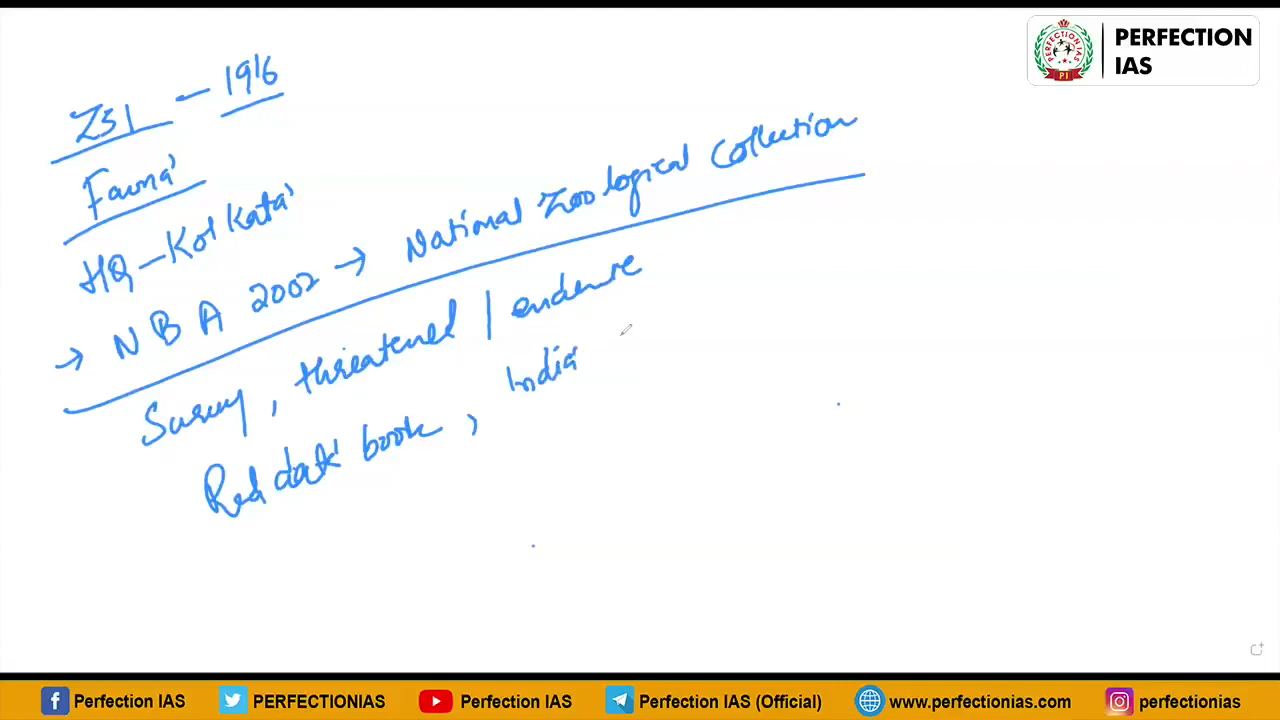 PERFECTION
IAS
ZSI - 1916
Fauna
HQ - Kolkata
→ NBA 2002 → National Zoological Collection
Survey, threatened / endemic
Red data book, India
Perfection IAS
PERFECTIONIAS
Perfection IAS
Perfection IAS (Official)
www.perfectionias.com
perfectionias